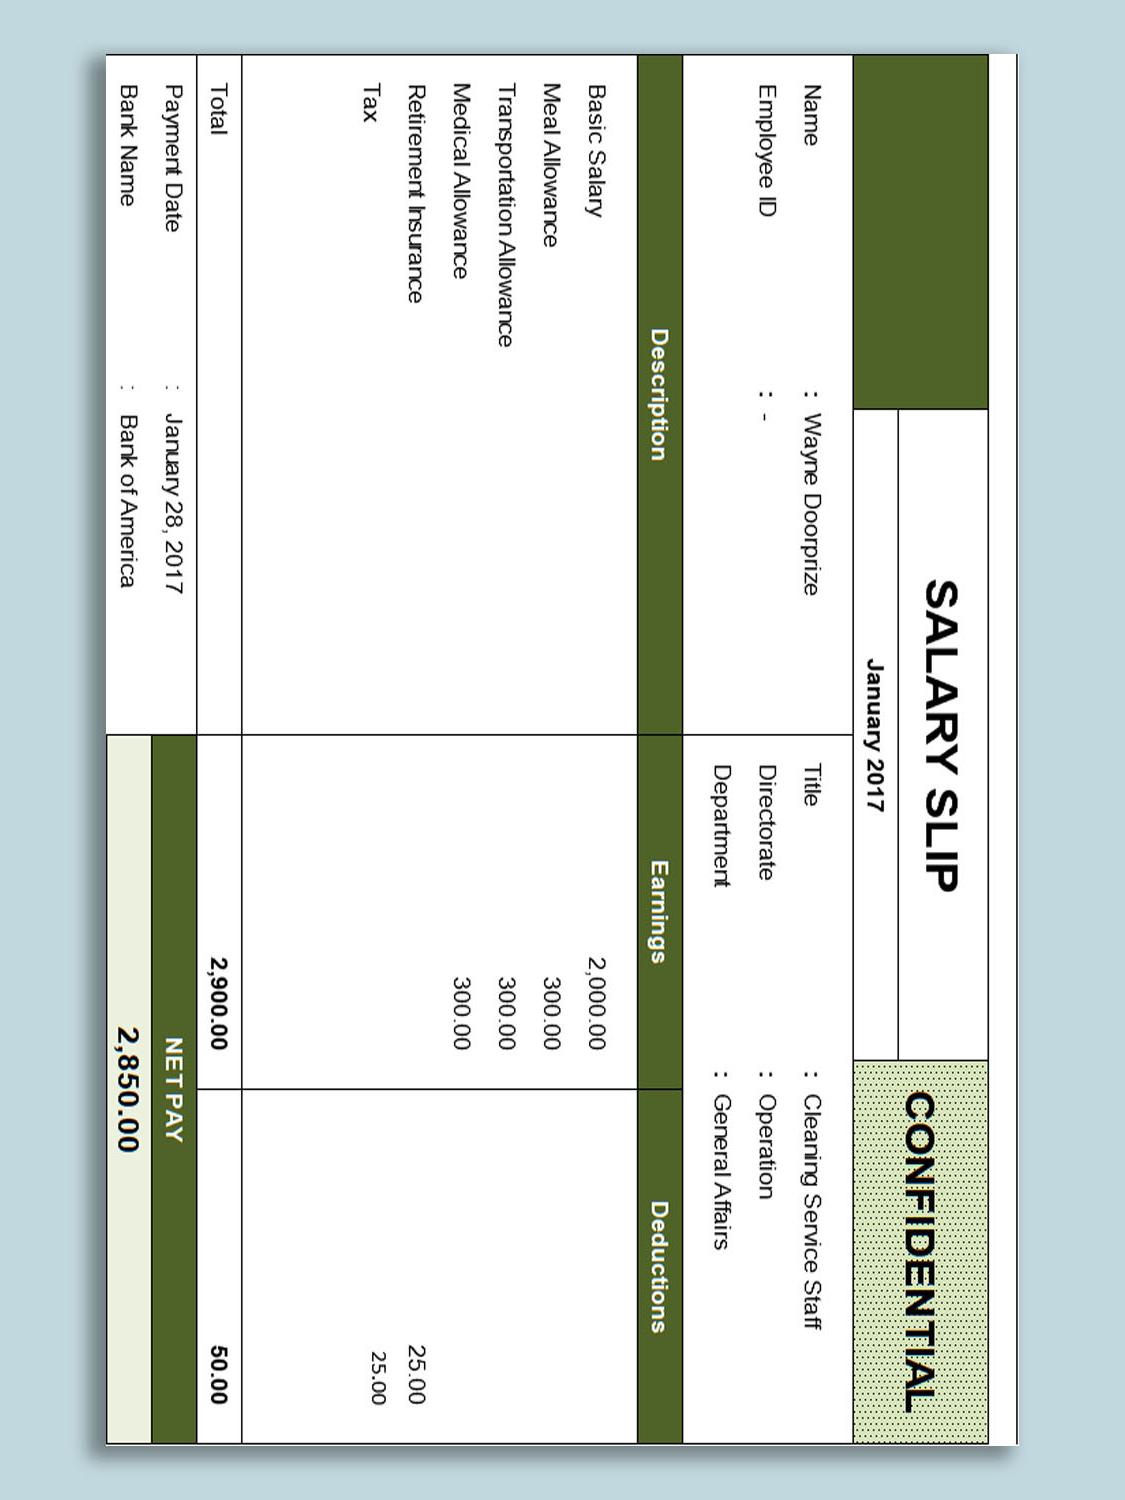 SALARY SLIP
CONFIDENTIAL
January 2017
Name : Wayne Doorprize Title : Cleaning Service Staff
Employee ID : - Directorate : Operation
Department : General Affairs
Description Earnings Deductions
Basic Salary 2,000.00
Meal Allowance 300.00
Transportation Allowance 300.00
Medical Allowance 300.00
Retirement Insurance 25.00
Tax 25.00
Total 2,900.00 50.00
Payment Date : January 28, 2017 NET PAY
Bank Name : Bank of America 2,850.00